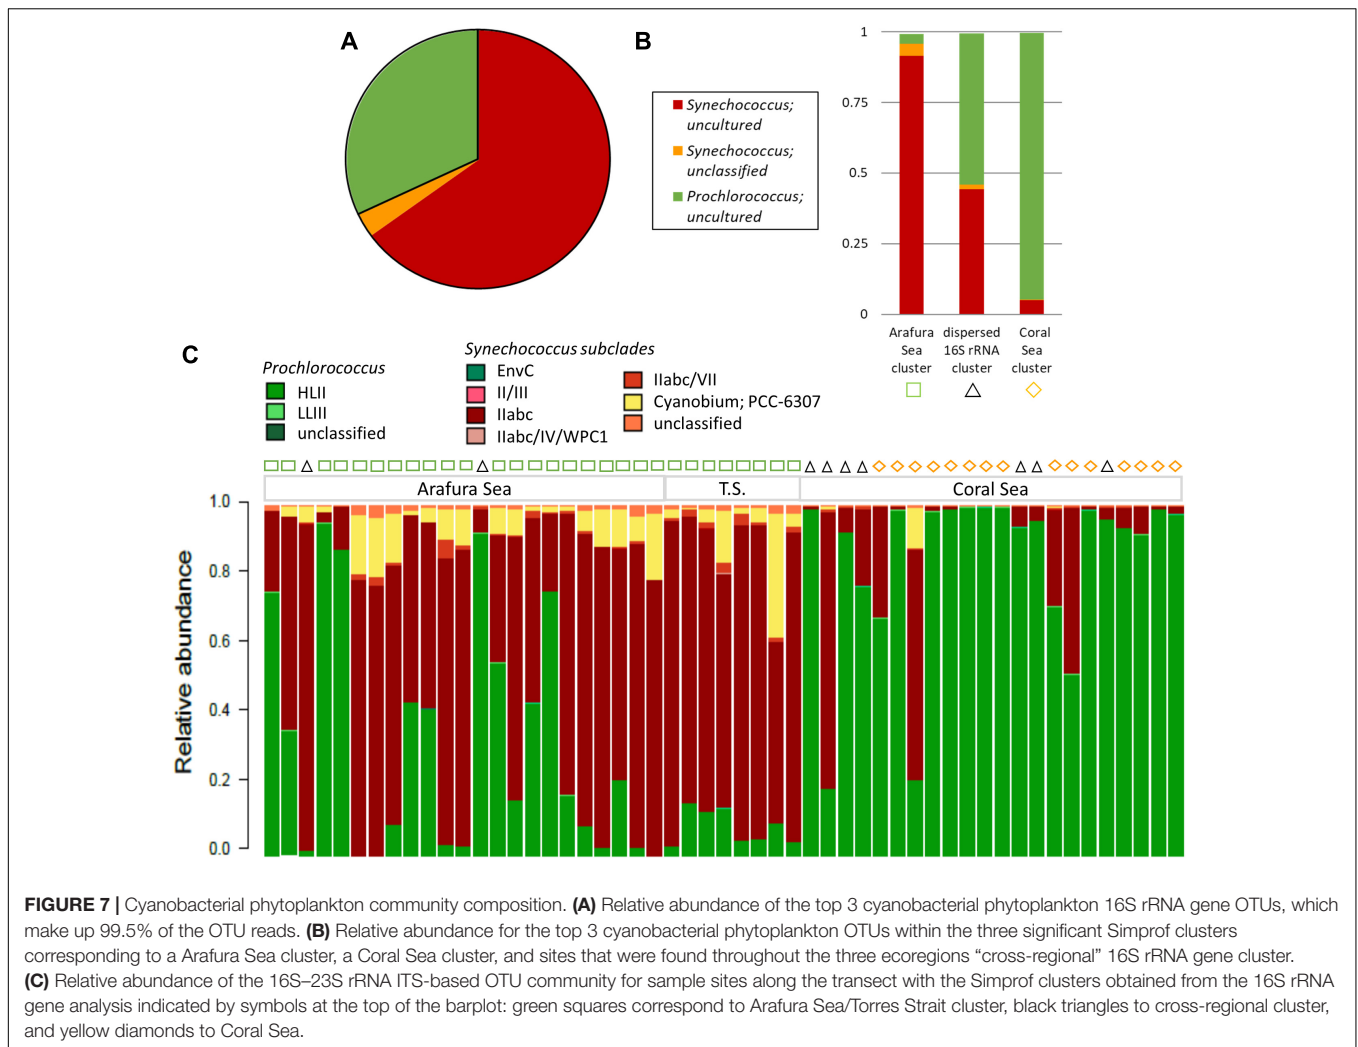 A
B
Synechococcus;
uncultured
Synechococcus;
unclassified
Prochlorococcus;
uncultured
1
0.75
0.5
0.25
0
Arafura
Sea
cluster
dispersed
16S rRNA
cluster
Coral
Sea
cluster
C
Prochlorococcus
HLII
LLIII
unclassified
Synechococcus subclades
EnvC
II/III
IIabc
IIabc/IV/WPC1
IIabc/VII
Cyanobium; PCC-6307
unclassified
Arafura Sea
T.S.
Coral Sea
Relative abundance
1.0
0.8
0.6
0.4
0.2
0.0
FIGURE 7 | Cyanobacterial phytoplankton community composition. (A) Relative abundance of the top 3 cyanobacterial phytoplankton 16S rRNA gene OTUs, which
make up 99.5% of the OTU reads. (B) Relative abundance for the top 3 cyanobacterial phytoplankton OTUs within the three significant Simprof clusters
corresponding to a Arafura Sea cluster, a Coral Sea cluster, and sites that were found throughout the three ecoregions “cross-regional” 16S rRNA gene cluster.
(C) Relative abundance of the 16S–23S rRNA ITS-based OTU community for sample sites along the transect with the Simprof clusters obtained from the 16S rRNA
gene analysis indicated by symbols at the top of the barplot: green squares correspond to Arafura Sea/Torres Strait cluster, black triangles to cross-regional cluster,
and yellow diamonds to Coral Sea.